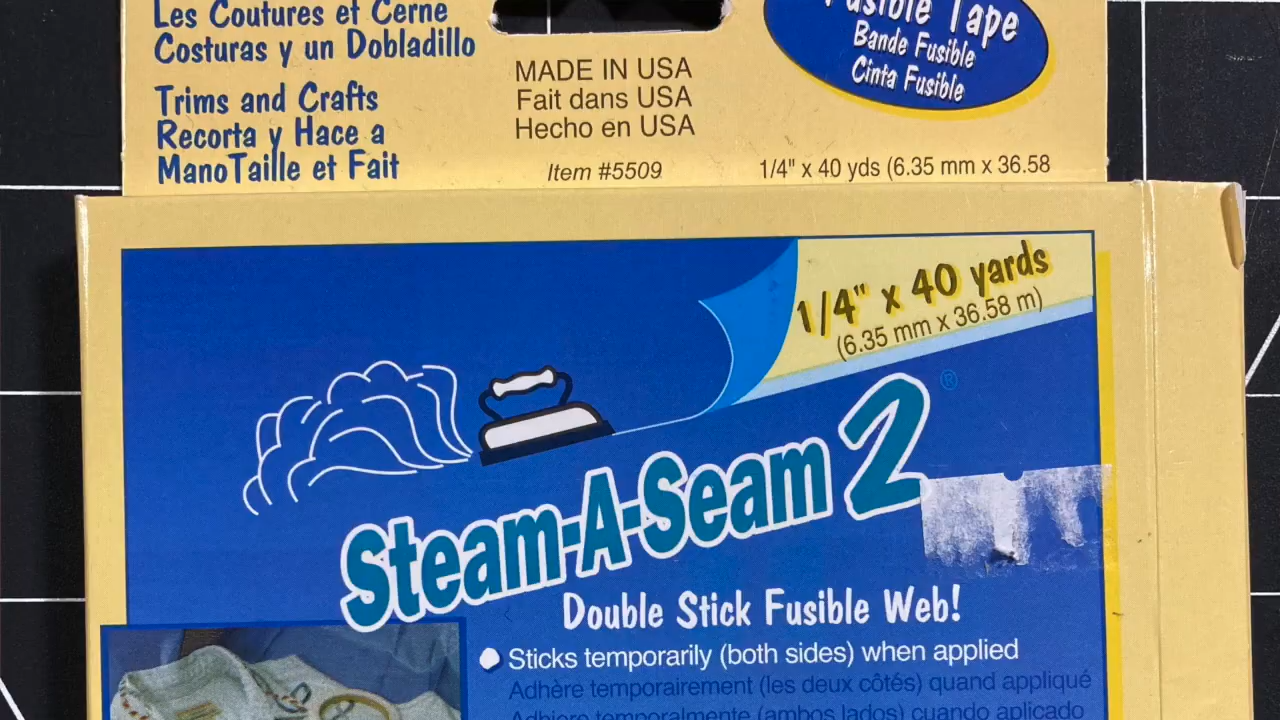 Les Coutures et Cerne
Costuras y un Dobladillo
Trims and Crafts
Recorta y Hace a
ManoTaille et Fait
MADE IN USA
Fait dans USA
Hecho en USA
Item #5509
Fusible Tape
Bande Fusible
Cinta Fusible
1/4" x 40 yds (6.35 mm x 36.58
1/4" x 40 yards
(6.35 mm x 36.58 m)
Steam-A-Seam 2®
Double Stick Fusible Web!
Sticks temporarily (both sides) when applied
Adhère temporairement (les deux côtés) quand appliqué
Adhiere temporalmente (ambos lados) cuando aplicado